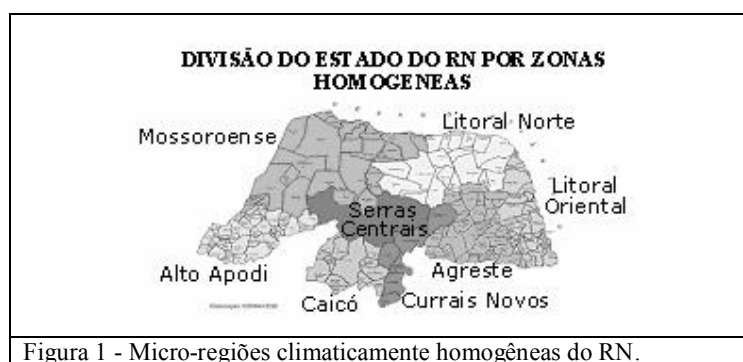 DIVISÃO DO ESTADO DO RN POR ZONAS
HOMOGENEAS
Mossoroense
Litoral Norte
Litoral
Oriental
Serras
Centrais
Alto Apodi
Agreste
Caicó
Currais Novos
Figura 1 - Micro-regiões climaticamente homogêneas do RN.